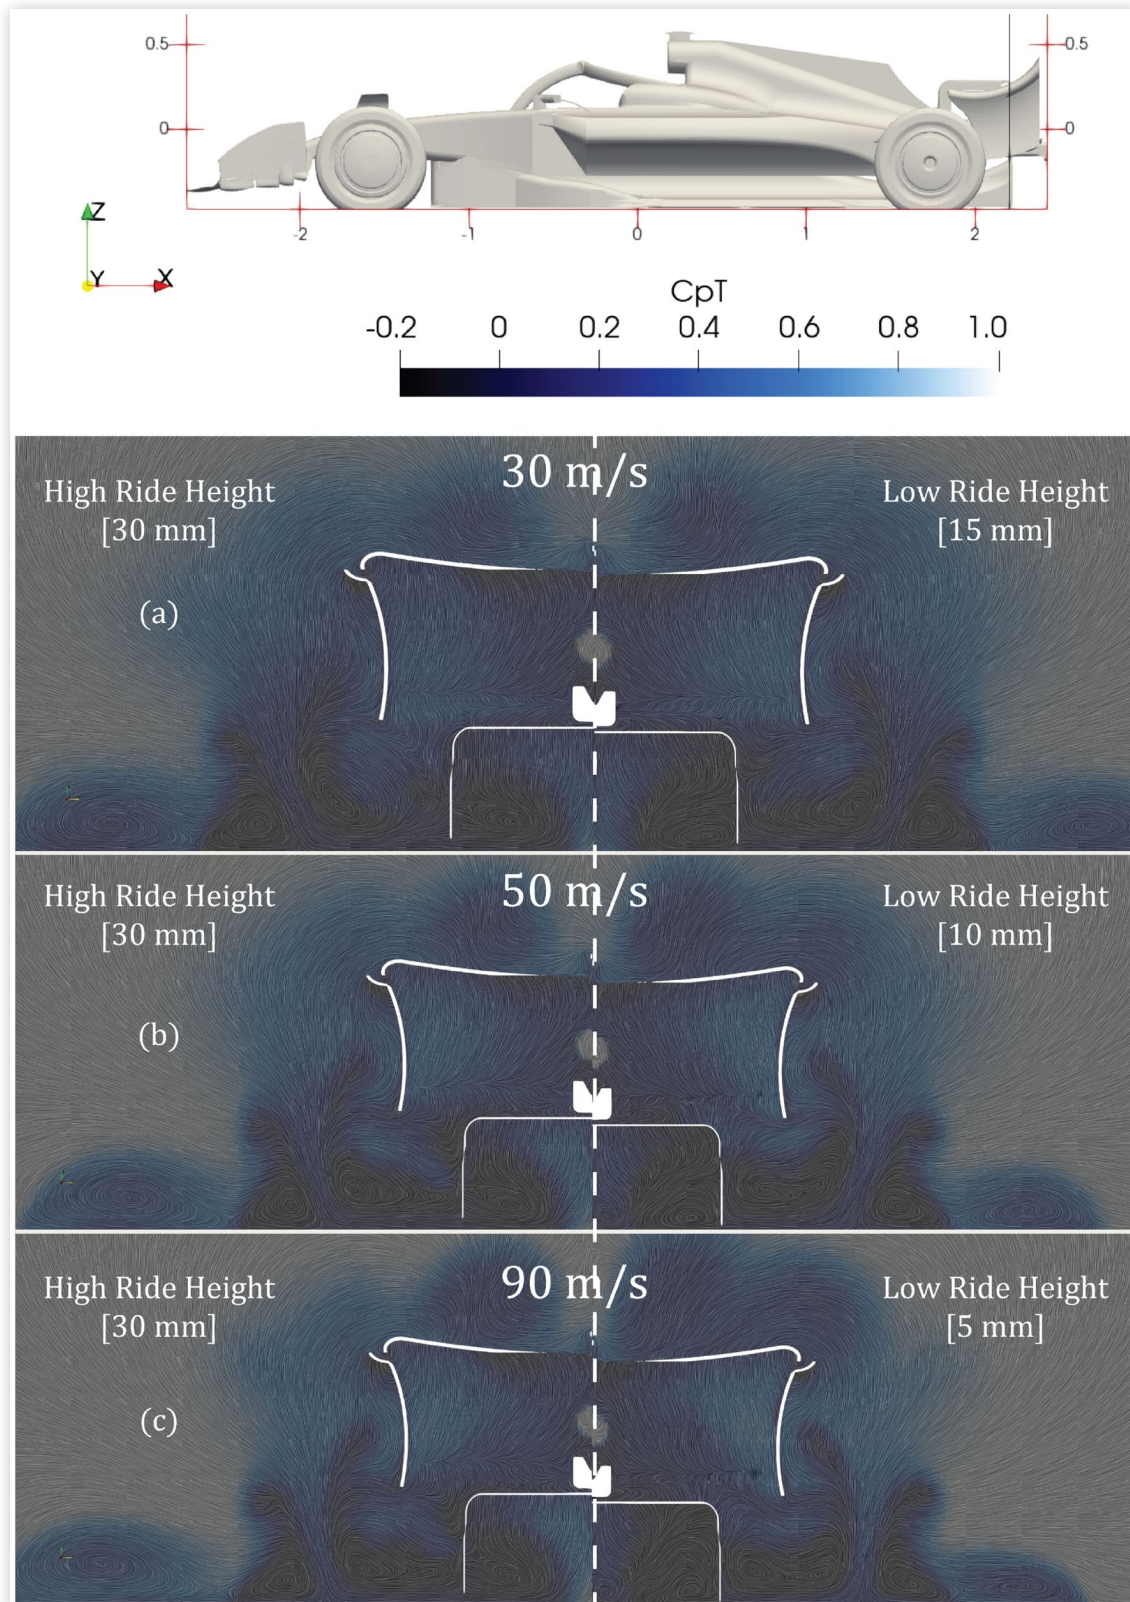 0.5
0.5
0
0
-2
-1
0
1
2
Z
Y
X
CpT
-0.2
0
0.2
0.4
0.6
0.8
1.0
30 m/s
High Ride Height
[30 mm]
Low Ride Height
[15 mm]
(a)
50 m/s
High Ride Height
[30 mm]
Low Ride Height
[10 mm]
(b)
90 m/s
High Ride Height
[30 mm]
Low Ride Height
[5 mm]
(c)